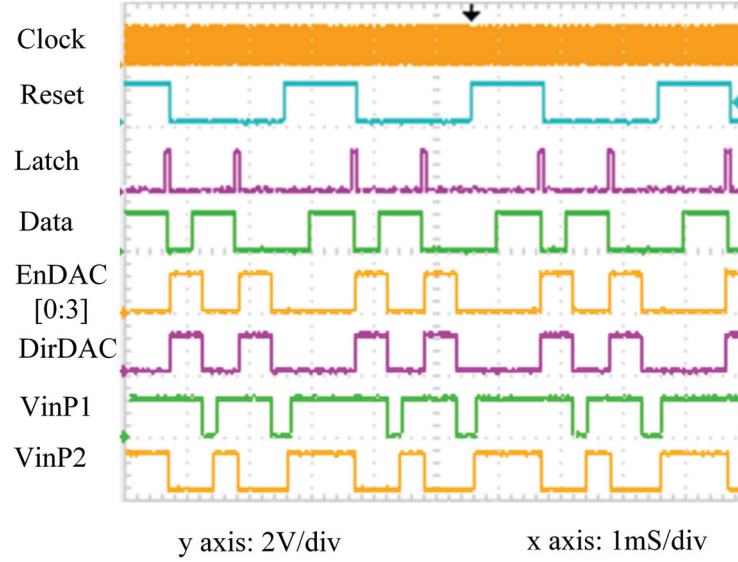 Clock
Reset
Latch
Data
EnDAC
[0:3]
DirDAC
VinP1
VinP2
y axis: 2V/div x axis: 1mS/div